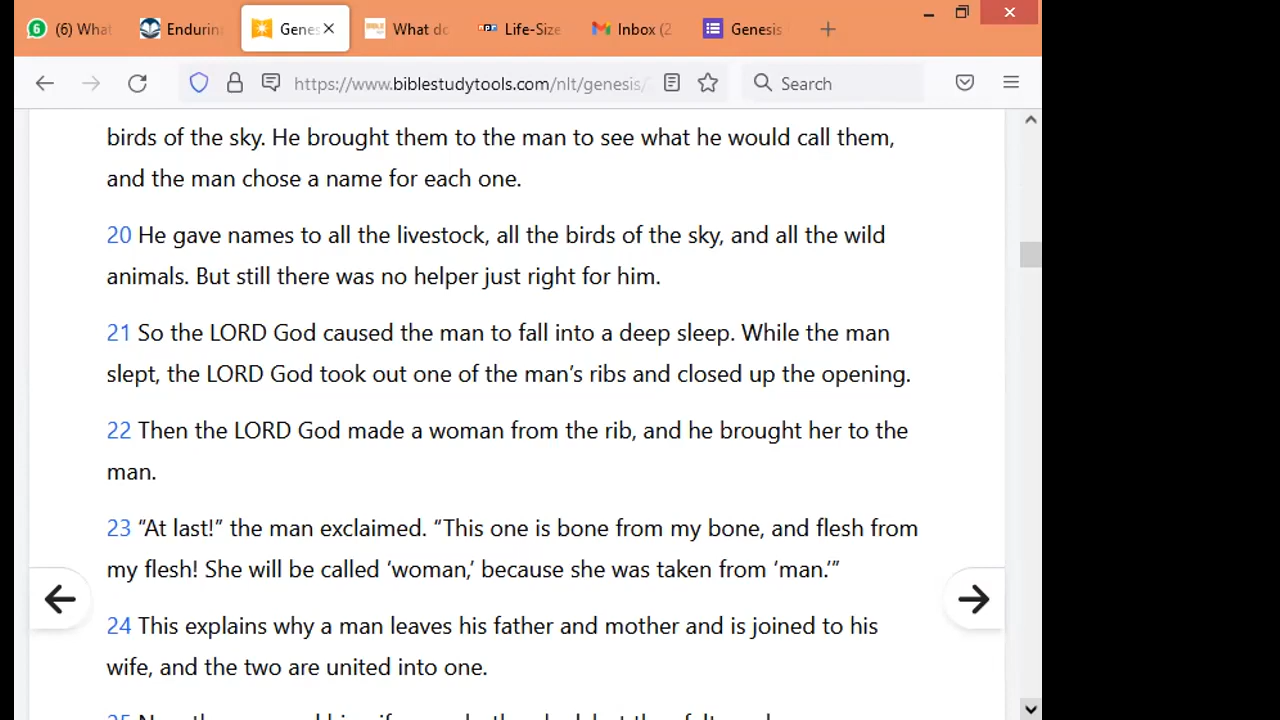 (6) What
Endurin
Genes
What do
Life-Size
Inbox (2
Genesis
https://www.biblestudytools.com/nlt/genesis/
Search
birds of the sky. He brought them to the man to see what he would call them,
and the man chose a name for each one.
20 He gave names to all the livestock, all the birds of the sky, and all the wild
animals. But still there was no helper just right for him.
21 So the LORD God caused the man to fall into a deep sleep. While the man
slept, the LORD God took out one of the man’s ribs and closed up the opening.
22 Then the LORD God made a woman from the rib, and he brought her to the
man.
23 “At last!” the man exclaimed. “This one is bone from my bone, and flesh from
my flesh! She will be called ‘woman,’ because she was taken from ‘man.’”
24 This explains why a man leaves his father and mother and is joined to his
wife, and the two are united into one.